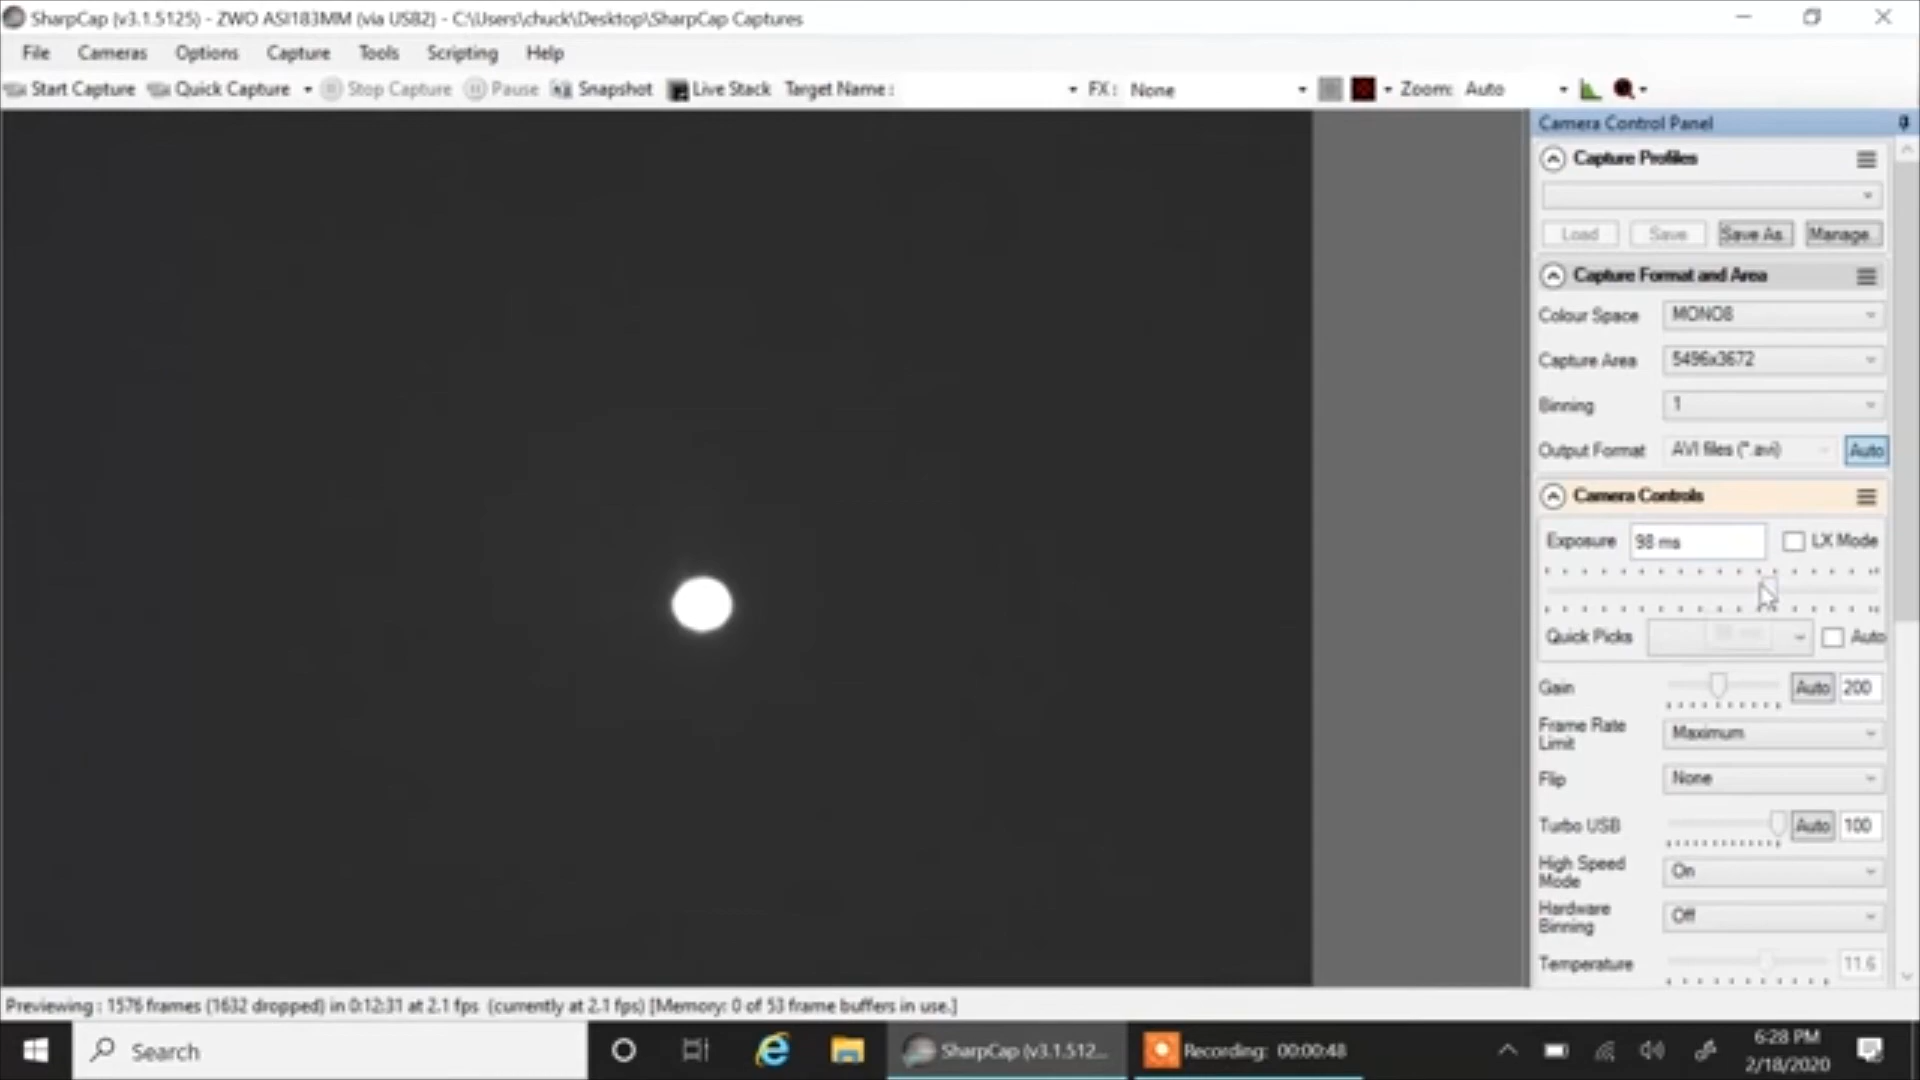 SharpCap (v3.1.5125) - ZWO ASI183MM (via USB2) - C:\Users\chuck\Desktop\SharpCap Captures
File Cameras Options Capture Tools Scripting Help
Start Capture Quick Capture Stop Capture Pause Snapshot Live Stack Target Name : FX: None Zoom: Auto
Camera Control Panel
Capture Profiles
Load Save Save As. Manage.
Capture Format and Area
Colour Space MONO8
Capture Area 5496x3672
Binning 1
Output Format AVI files (*.avi) Auto
Camera Controls
Exposure 98 ms LX Mode
Quick Picks Auto
Gain Auto 200
Frame Rate
Limit
Maximum
Flip None
Turbo USB Auto 100
High Speed
Mode
On
Hardware
Binning
Off
Temperature 11.6
Previewing : 1576 frames (1632 dropped) in 0:12:31 at 2.1 fps (currently at 2.1 fps) [Memory: 0 of 53 frame buffers in use.]
Search
SharpCap (v3.1.512...
Recording: 00:00:48
6:28 PM
2/18/2020